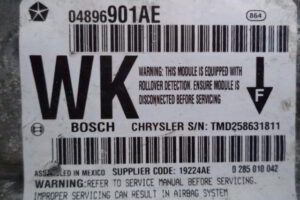 04896901AE
864
WK
WARNING: THIS MODULE IS EQUIPPED WITH
ROLLOVER DETECTION. ENSURE MODULE IS
DISCONNECTED BEFORE SERVICING
F
BOSCH CHRYSLER S/N: TMD258631811
ASSEMBLED IN MEXICO SUPPLIER CODE: 19224AE 0 285 010 042
WARNING: REFER TO SERVICE MANUAL BEFORE SERVICING.
IMPROPER SERVICING CAN RESULT IN AIRBAG SYSTEM